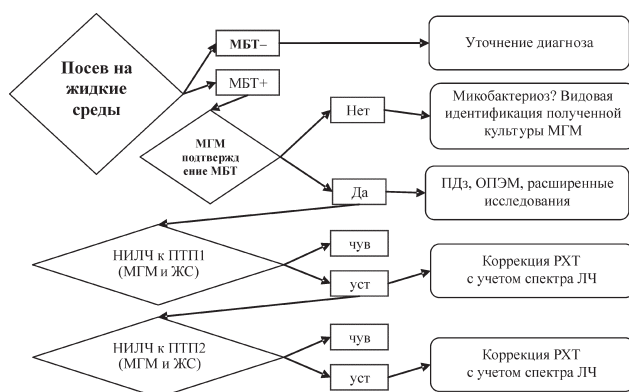 Посев на
жидкие
среды
МБТ–
Уточнение диагноза
МБТ+
МГМ
подтвержд
ение МБТ
Нет
Микобактериоз? Видовая
идентификация полученной
культуры МГМ
Да
ПДз, ОПЭМ, расширенные
исследования
НИЛЧ к ПТП1
(МГМ и ЖС)
чув
уст
Коррекция РХТ
с учетом спектра ЛЧ
НИЛЧ к ПТП2
(МГМ и ЖС)
чув
уст
Коррекция РХТ
с учетом спектра ЛЧ